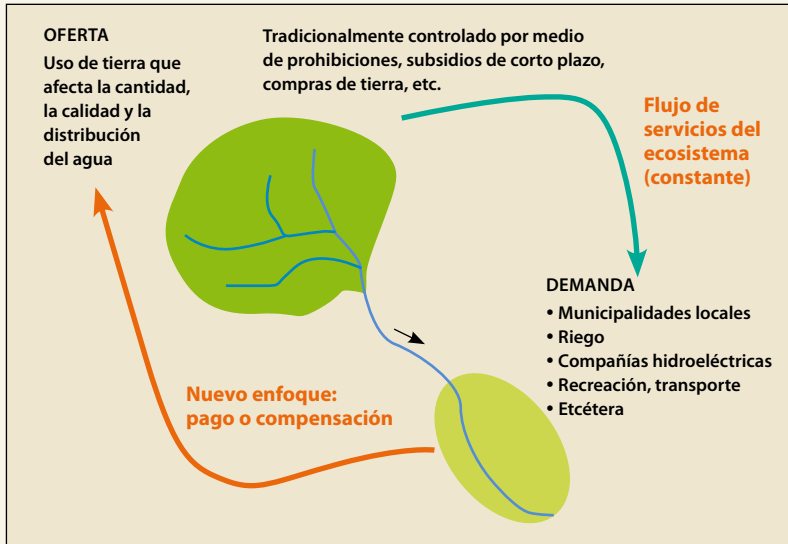 OFERTA
Uso de tierra que
afecta la cantidad,
la calidad y la
distribución
del agua
Tradicionalmente controlado por medio
de prohibiciones, subsidios de corto plazo,
compras de tierra, etc.
Flujo de
servicios del
ecosistema
(constante)
DEMANDA
• Municipalidades locales
• Riego
• Compañías hidroeléctricas
• Recreación, transporte
• Etcétera
Nuevo enfoque:
pago o compensación